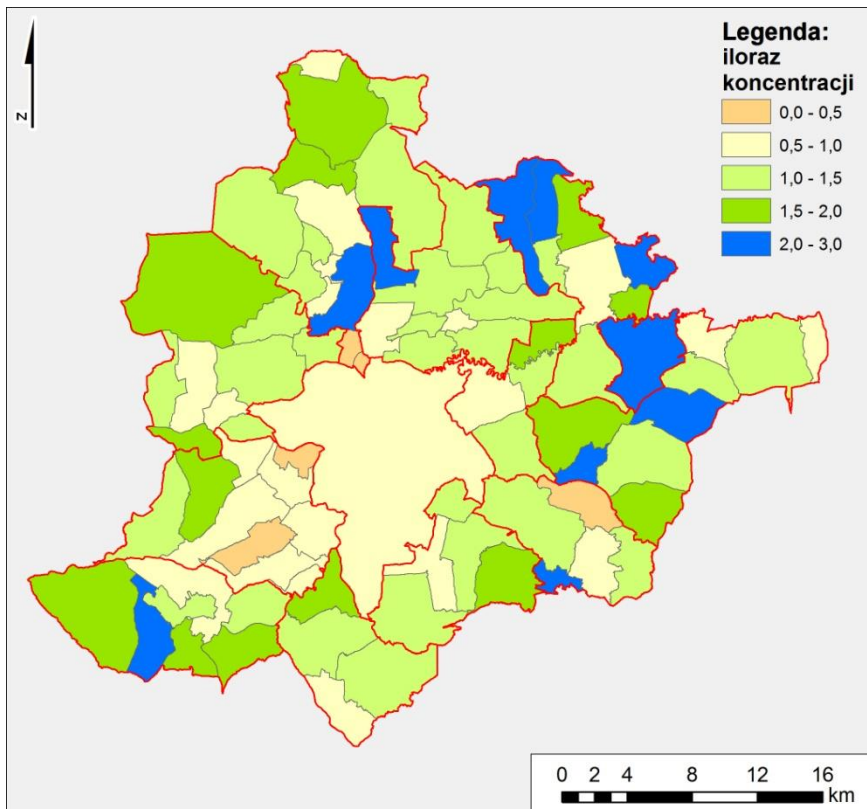 Legenda:
iloraz
koncentracji
0,0 - 0,5
0,5 - 1,0
1,0 - 1,5
1,5 - 2,0
2,0 - 3,0
N
0 2 4 8 12 16
km